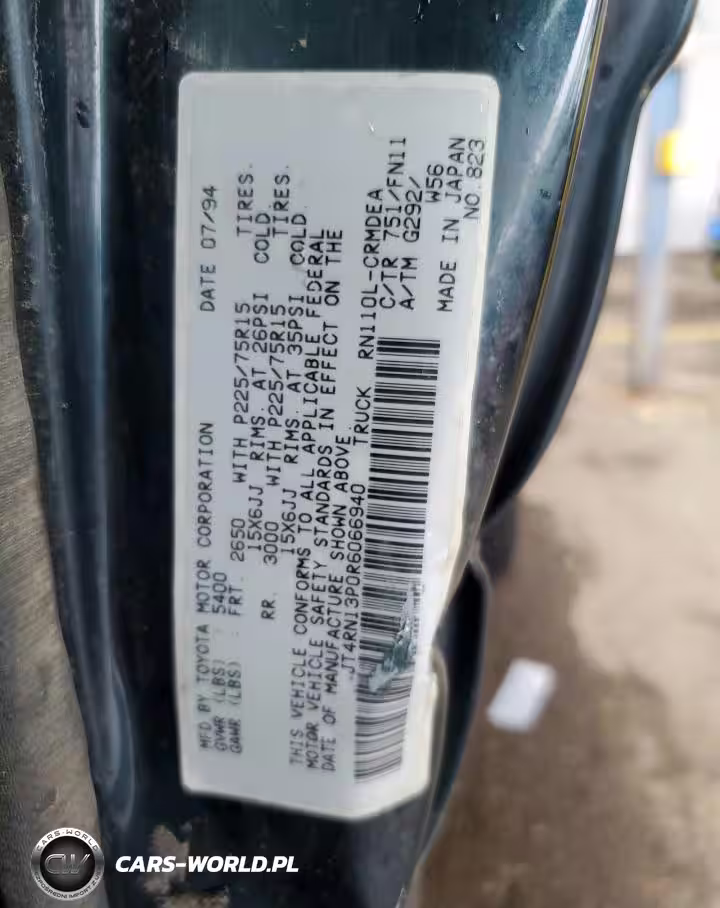 MFD BY TOYOTA MOTOR CORPORATION DATE 07/94
GVWR (LBS) : 5400
GAWR (LBS) : FRT. 2650 WITH P225/75R15 TIRES.
15X6JJ RIMS. AT 26PSI COLD.
RR. 3000 WITH P225/75R15 TIRES.
15X6JJ RIMS. AT 35PSI COLD.
THIS VEHICLE CONFORMS TO ALL APPLICABLE FEDERAL
MOTOR VEHICLE SAFETY STANDARDS IN EFFECT ON THE
DATE OF MANUFACTURE SHOWN ABOVE.
JT4RN13P0R6066940 TRUCK RN110L-CRMDEA
C/TR 751/FN11
A/TM G292/
W56
MADE IN JAPAN
NO.823
CARS-WORLD
CW
CARS-WORLD.PL